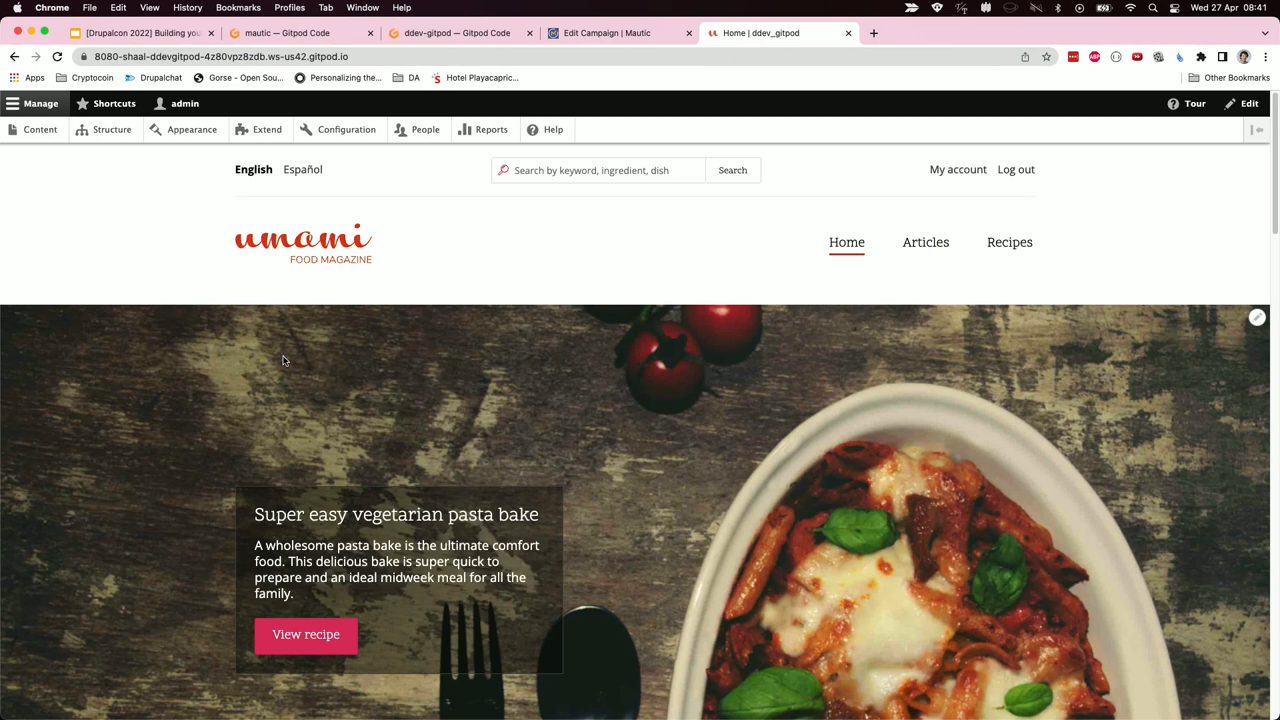 Chrome File Edit View History Bookmarks Profiles Tab Window Help Wed 27 Apr 08:41
[Drupalcon 2022] Building you mautic — Gitpod Code ddev-gitpod — Gitpod Code Edit Campaign | Mautic Home | ddev_gitpod
8080-shaal-ddevgitpod-4z80vpz8zdb.ws-us42.gitpod.io
Apps Cryptocoin Drupalchat Gorse - Open Sou... Personalizing the... DA Hotel Playacapric... Other Bookmarks
Manage Shortcuts admin Tour Edit
Content Structure Appearance Extend Configuration People Reports Help
English Español Search by keyword, ingredient, dish Search My account Log out
umami
FOOD MAGAZINE
Home Articles Recipes
Super easy vegetarian pasta bake
A wholesome pasta bake is the ultimate comfort
food. This delicious bake is super quick to
prepare and an ideal midweek meal for all the
family.
View recipe